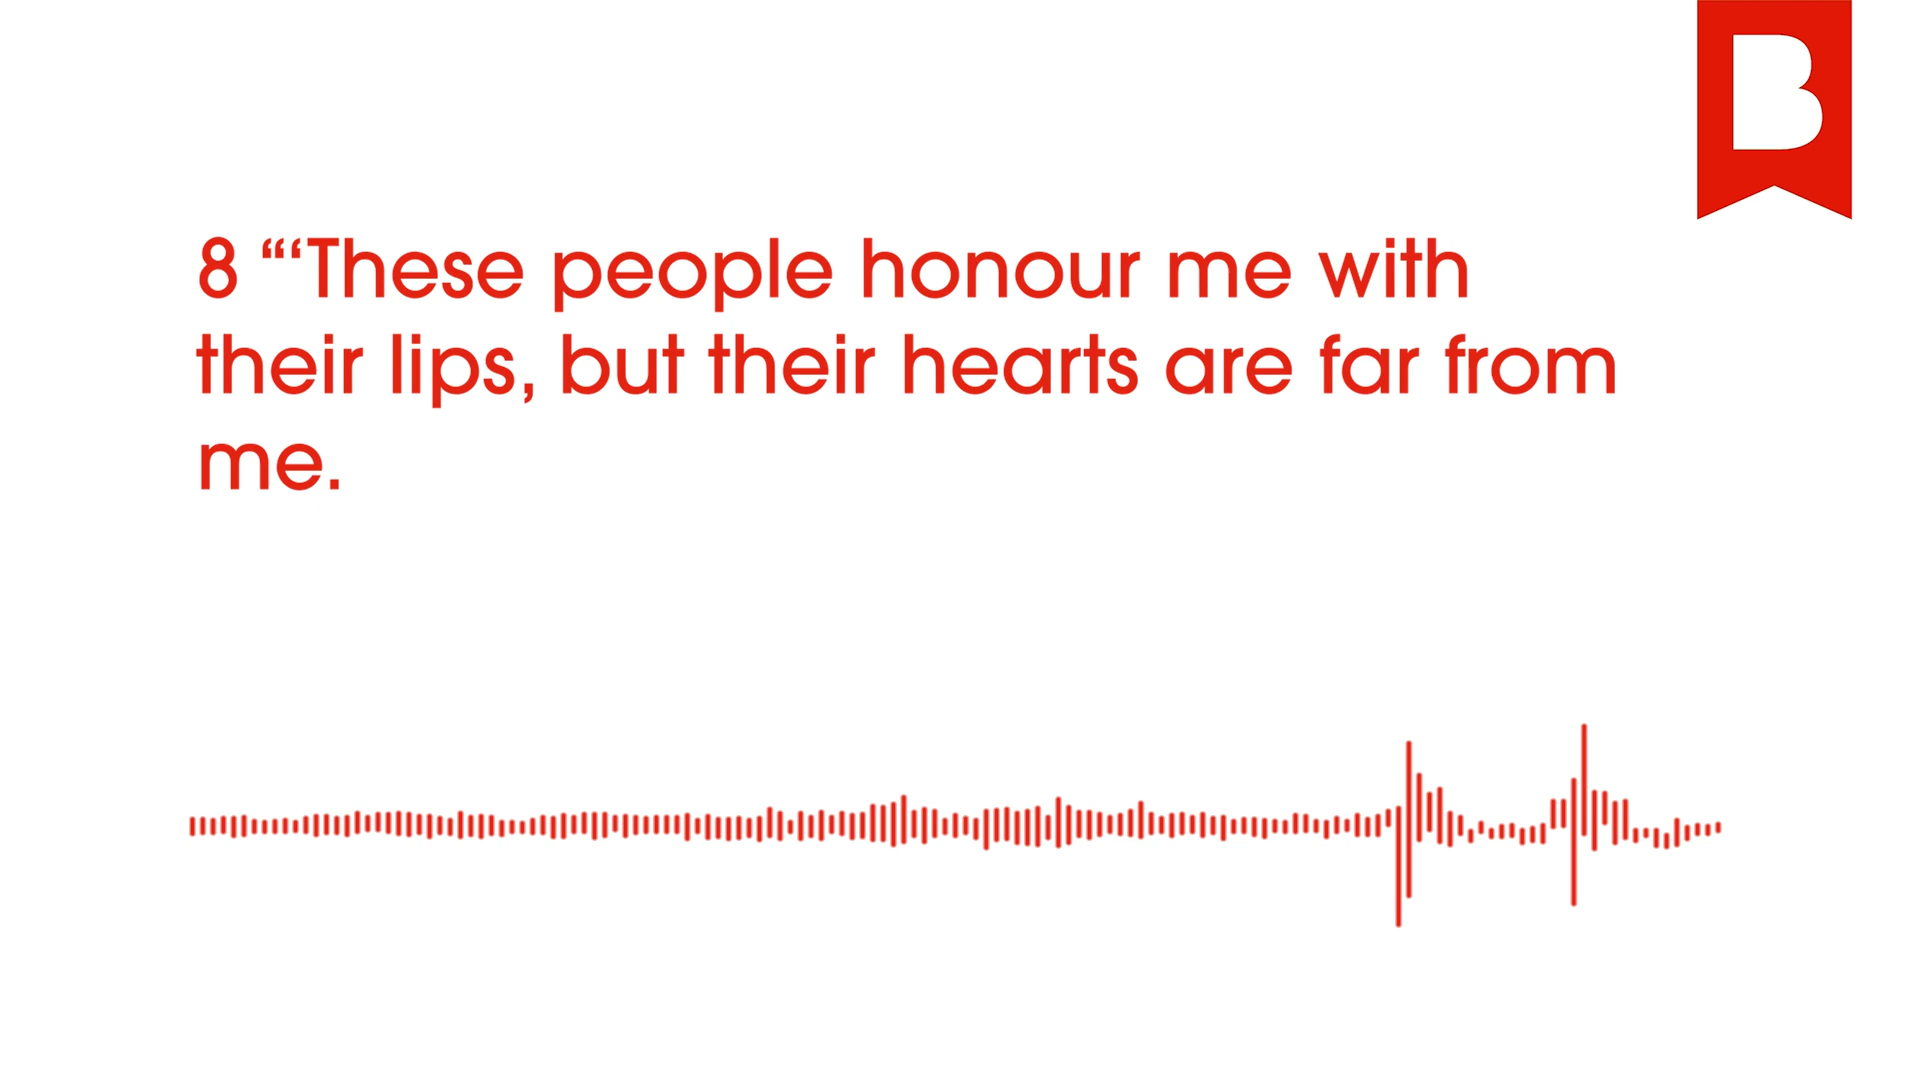 B
8 “‘These people honour me with
their lips, but their hearts are far from
me.